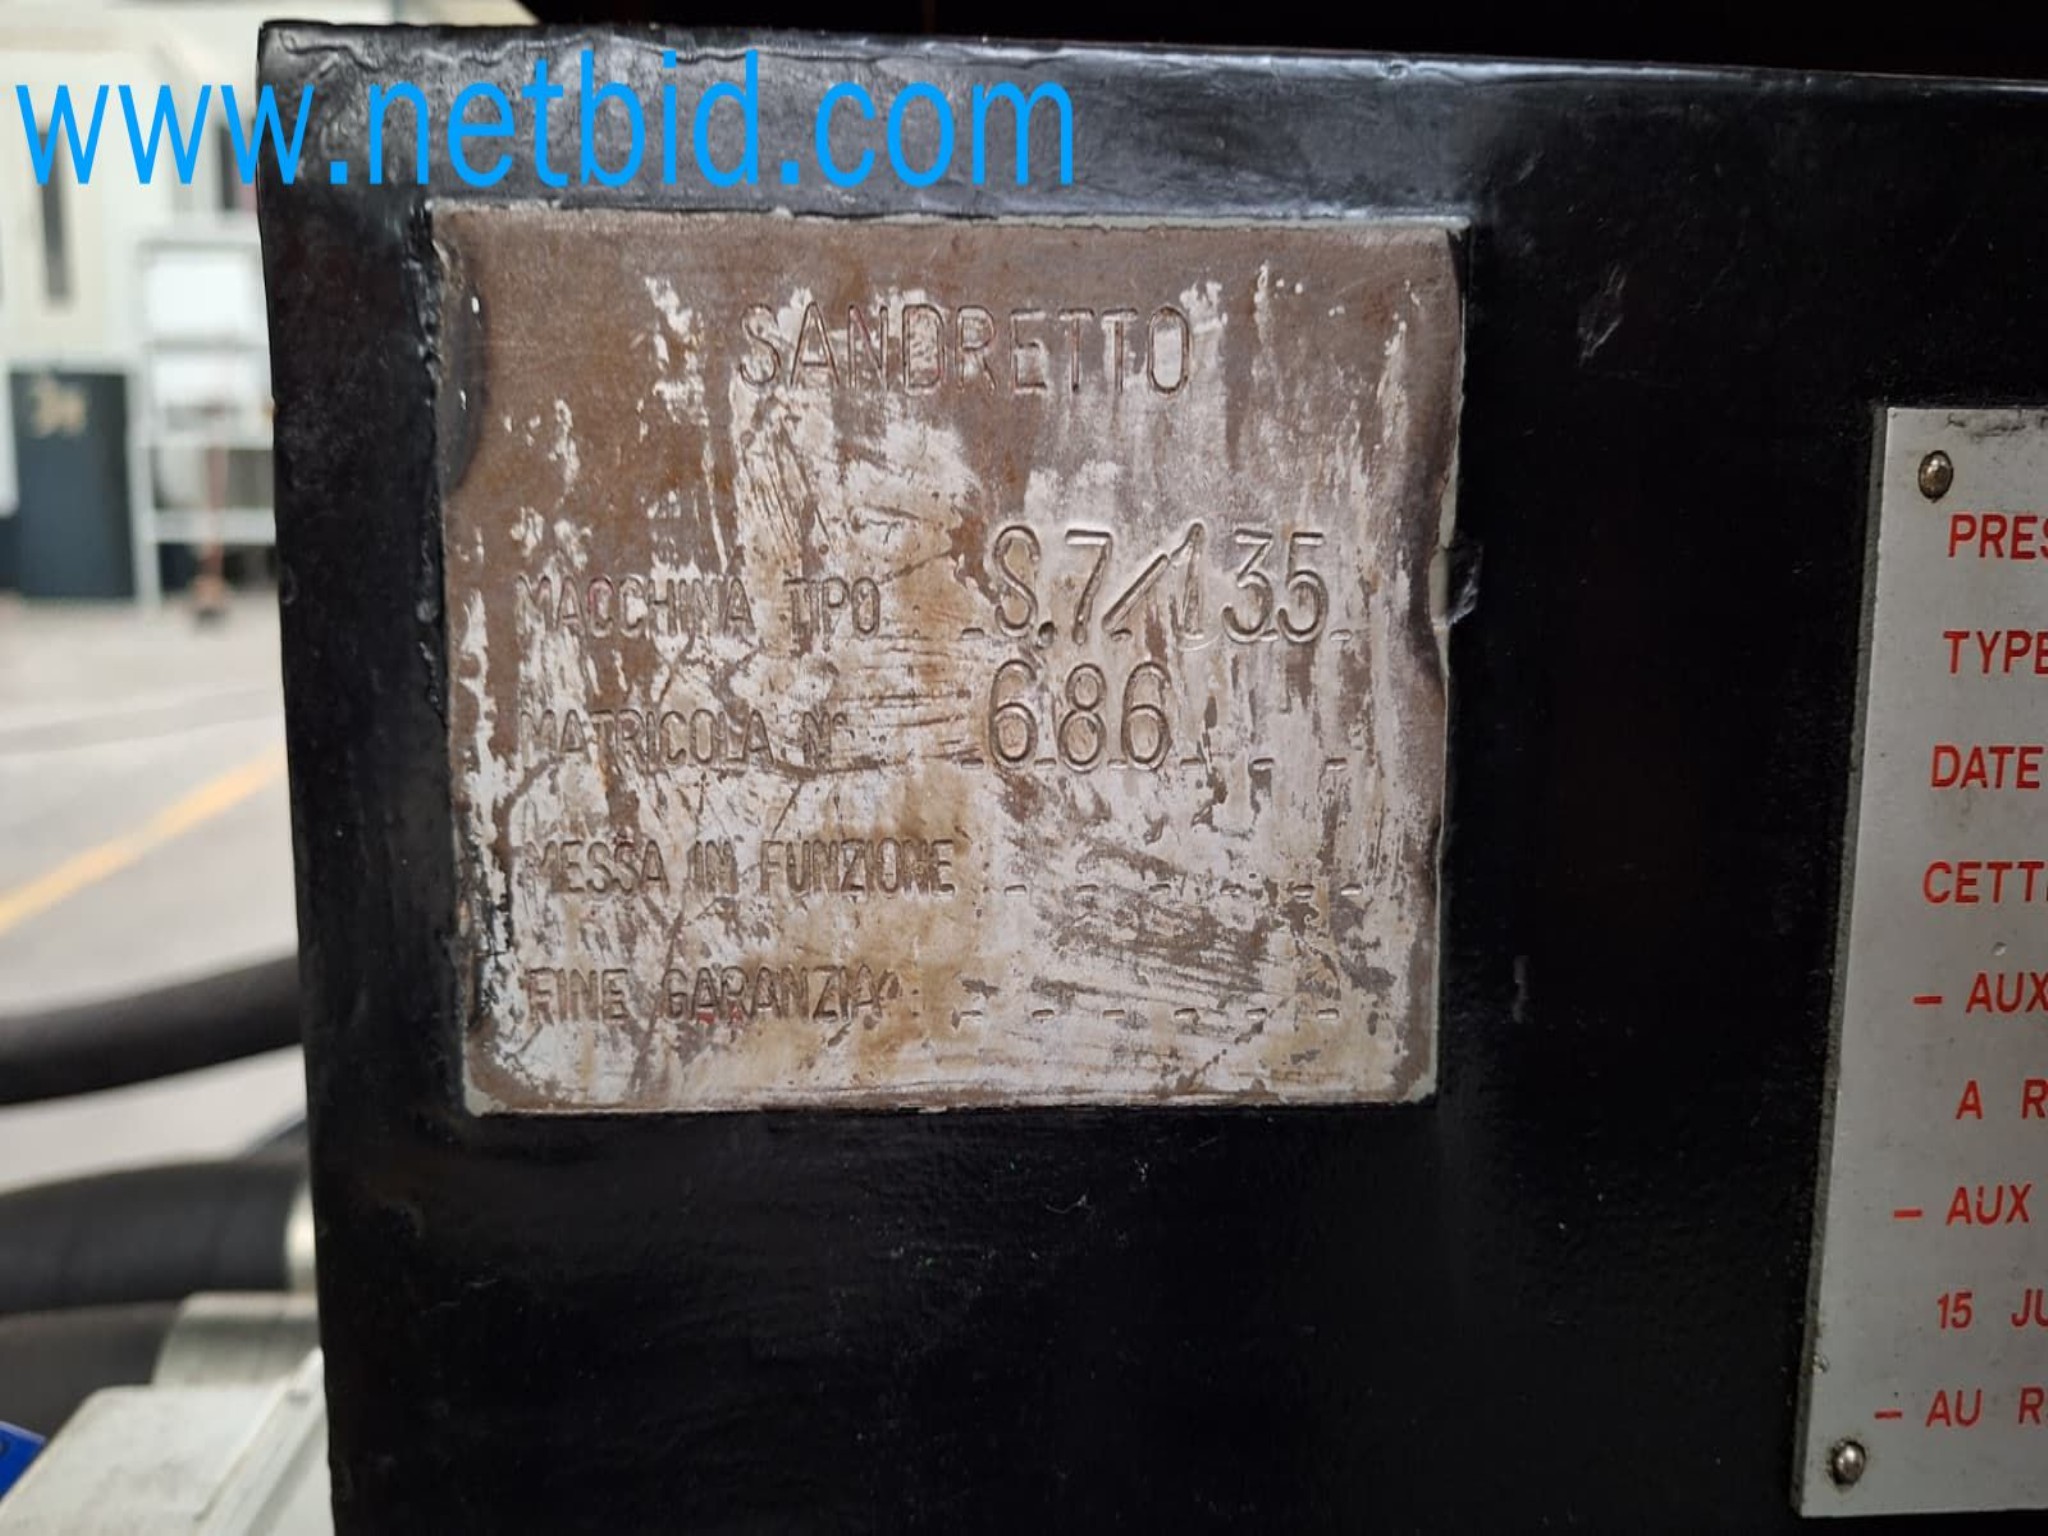 www.netbid.com
SANDRETTO
MACCHINA TIPO S.7/135
MATRICOLA N° 686
MESSA IN FUNZIONE
FINE GARANZIA
PRES
TYPE
DATE
CETT
- AUX
A R
- AUX
15 JU
- AU R